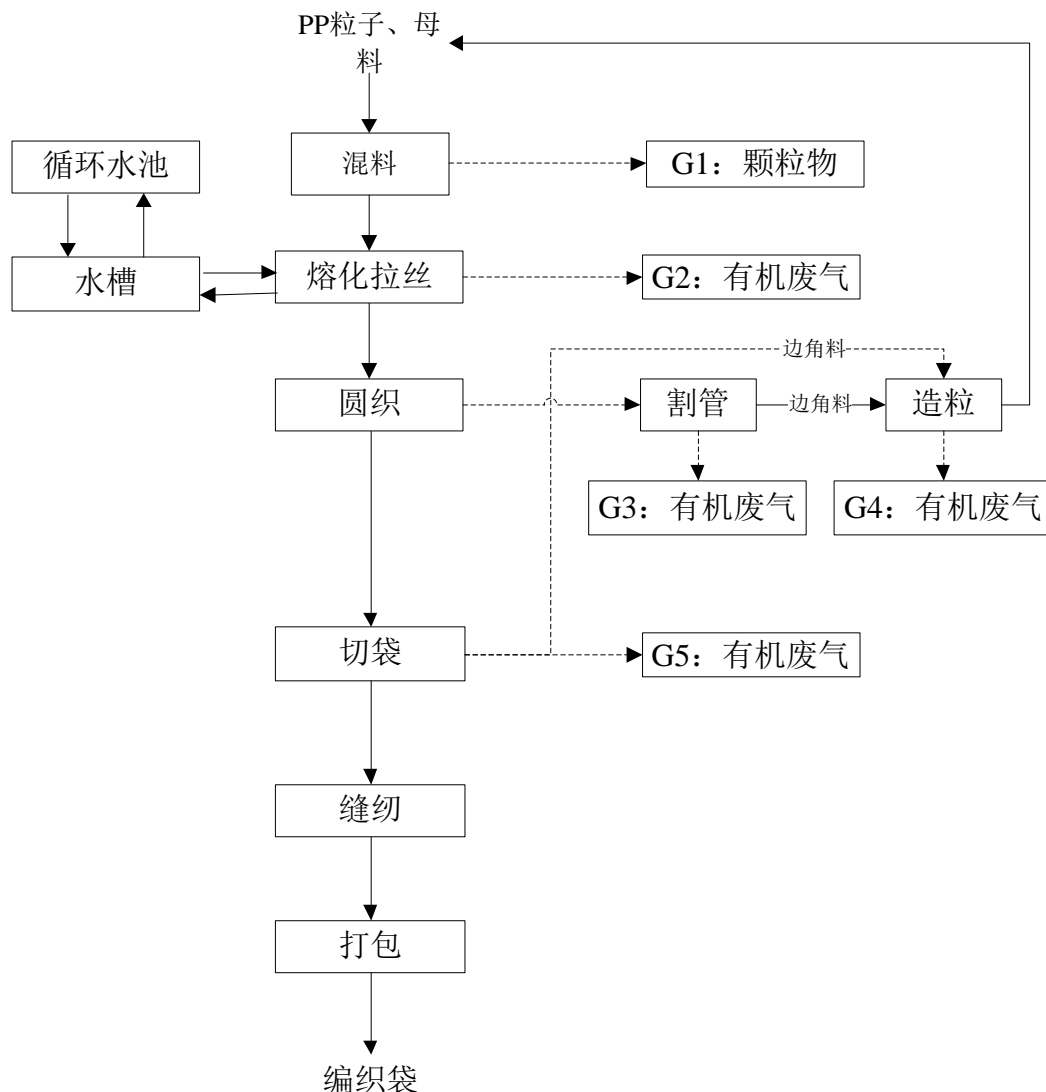 PP粒子、母
料
循环水池
混料
G1：颗粒物
水槽
熔化拉丝
G2：有机废气
边角料
圆织
割管
边角料
造粒
G3：有机废气
G4：有机废气
切袋
G5：有机废气
缝纫
打包
编织袋